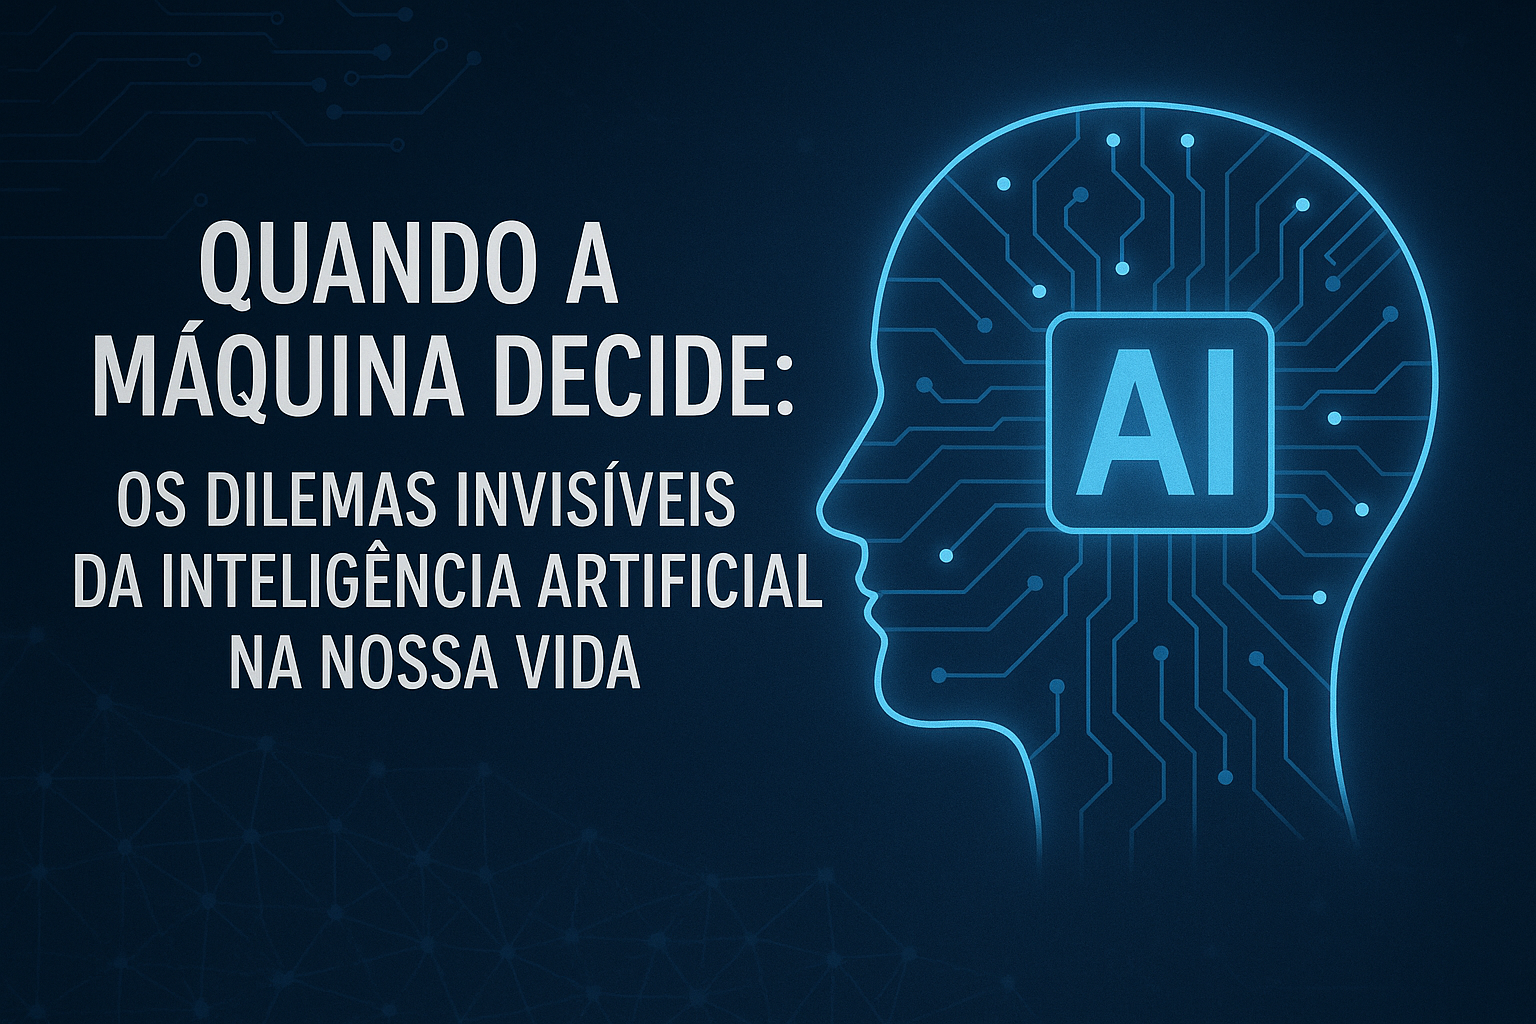 QUANDO A
MÁQUINA DECIDE:
OS DILEMAS INVISÍVEIS
DA INTELIGÊNCIA ARTIFICIAL
NA NOSSA VIDA
AI